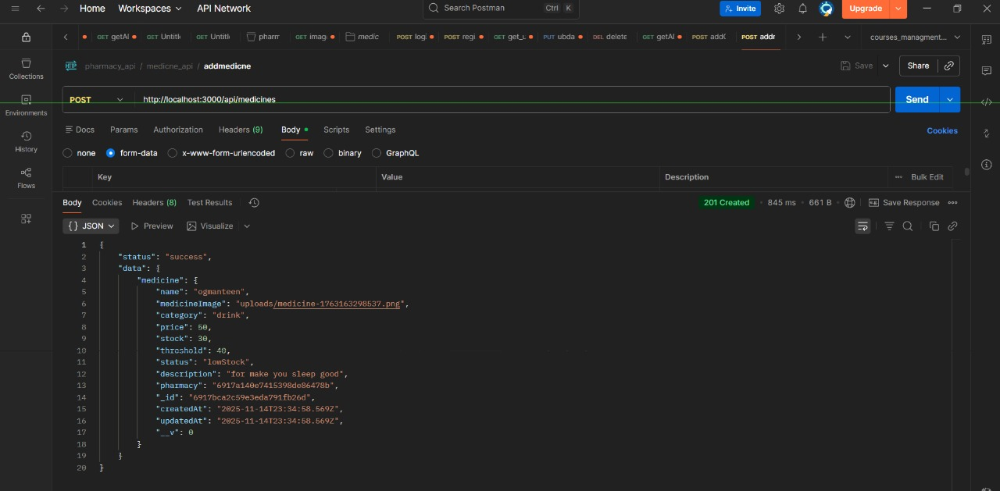 Home Workspaces API Network Search Postman Ctrl K Invite Upgrade
GET getAl GET Untitl GET Untitl pharm GET imag medic POST log POST regi GET get_u PUT ubda DEL delete GET getAl POST add POST addr courses_managment...
Collections
Environments
History
Flows
HTTP pharmacy_api / medicne_api / addmedicne Save Share
POST http://localhost:3000/api/medicines Send
Docs Params Authorization Headers (9) Body Scripts Settings Cookies
none form-data x-www-form-urlencoded raw binary GraphQL
Key Value Description Bulk Edit
Body Cookies Headers (8) Test Results 201 Created 845 ms 661 B Save Response
{} JSON Preview Visualize
1 {
2 "status": "success",
3 "data": {
4 "medicine": {
5 "name": "ogmanteen",
6 "medicineImage": "uploads/medicine-1763163298537.png",
7 "category": "drink",
8 "price": 50,
9 "stock": 30,
10 "threshold": 40,
11 "status": "lowStock",
12 "description": "for make you sleep good",
13 "pharmacy": "6917a140e7415398de86478b",
14 "_id": "6917bca2c59e3eda791fb26d",
15 "createdAt": "2025-11-14T23:34:58.569Z",
16 "updatedAt": "2025-11-14T23:34:58.569Z",
17 "__v": 0
18 }
19 }
20 }